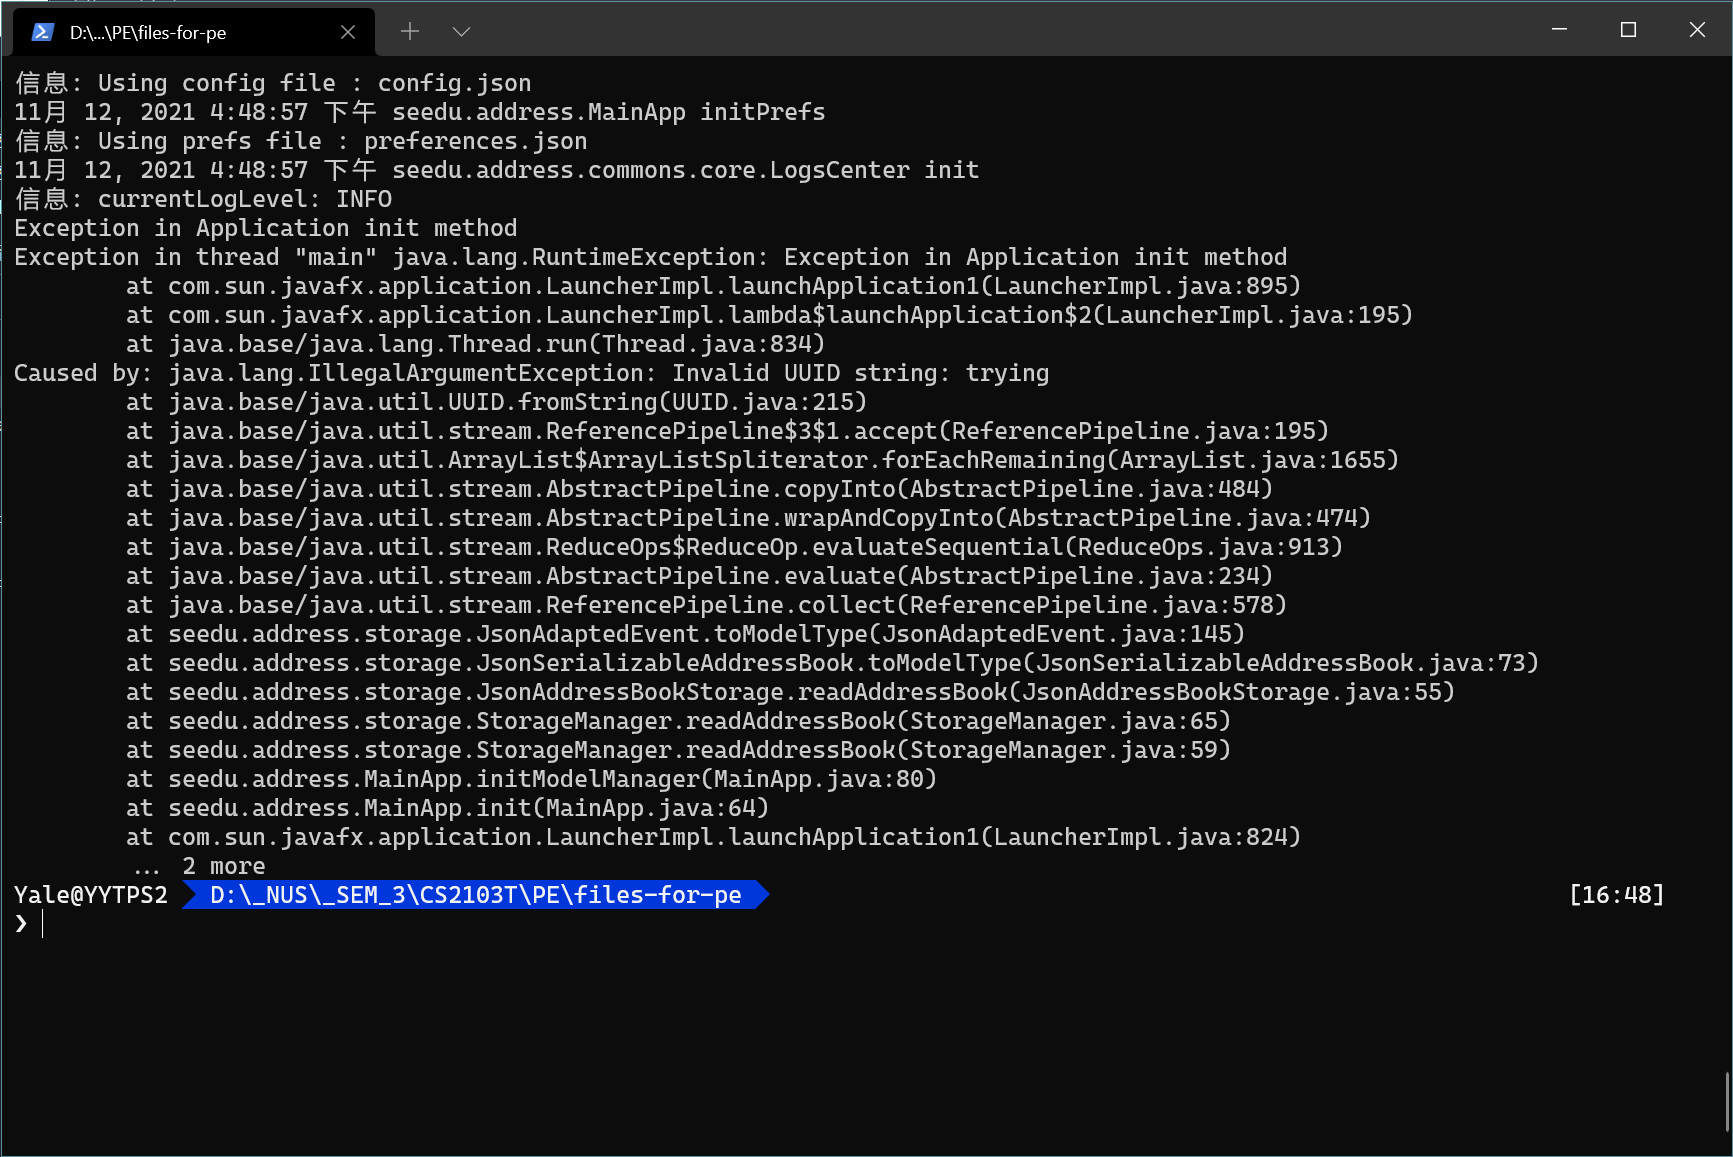 D:\...\PE\files-for-pe
信息: Using config file : config.json
11月 12, 2021 4:48:57 下午 seedu.address.MainApp initPrefs
信息: Using prefs file : preferences.json
11月 12, 2021 4:48:57 下午 seedu.address.commons.core.LogsCenter init
信息: currentLogLevel: INFO
Exception in Application init method
Exception in thread "main" java.lang.RuntimeException: Exception in Application init method
        at com.sun.javafx.application.LauncherImpl.launchApplication1(LauncherImpl.java:895)
        at com.sun.javafx.application.LauncherImpl.lambda$launchApplication$2(LauncherImpl.java:195)
        at java.base/java.lang.Thread.run(Thread.java:834)
Caused by: java.lang.IllegalArgumentException: Invalid UUID string: trying
        at java.base/java.util.UUID.fromString(UUID.java:215)
        at java.base/java.util.stream.ReferencePipeline$3$1.accept(ReferencePipeline.java:195)
        at java.base/java.util.ArrayList$ArrayListSpliterator.forEachRemaining(ArrayList.java:1655)
        at java.base/java.util.stream.AbstractPipeline.copyInto(AbstractPipeline.java:484)
        at java.base/java.util.stream.AbstractPipeline.wrapAndCopyInto(AbstractPipeline.java:474)
        at java.base/java.util.stream.ReduceOps$ReduceOp.evaluateSequential(ReduceOps.java:913)
        at java.base/java.util.stream.AbstractPipeline.evaluate(AbstractPipeline.java:234)
        at java.base/java.util.stream.ReferencePipeline.collect(ReferencePipeline.java:578)
        at seedu.address.storage.JsonAdaptedEvent.toModelType(JsonAdaptedEvent.java:145)
        at seedu.address.storage.JsonSerializableAddressBook.toModelType(JsonSerializableAddressBook.java:73)
        at seedu.address.storage.JsonAddressBookStorage.readAddressBook(JsonAddressBookStorage.java:55)
        at seedu.address.storage.StorageManager.readAddressBook(StorageManager.java:65)
        at seedu.address.storage.StorageManager.readAddressBook(StorageManager.java:59)
        at seedu.address.MainApp.initModelManager(MainApp.java:80)
        at seedu.address.MainApp.init(MainApp.java:64)
        at com.sun.javafx.application.LauncherImpl.launchApplication1(LauncherImpl.java:824)
        ... 2 more
Yale@YYTPS2 D:\_NUS\_SEM_3\CS2103T\PE\files-for-pe [16:48]
❯